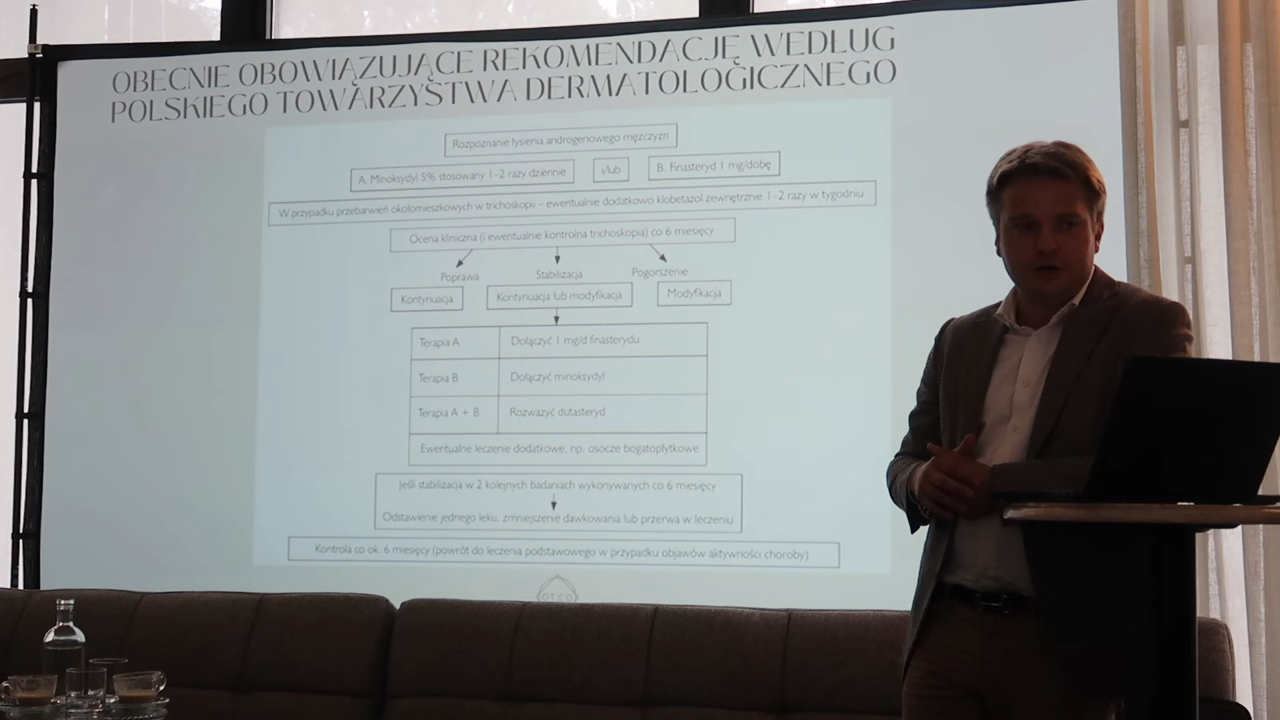 OBECNIE OBOWIĄZUJĄCE REKOMENDACJĘ WEDŁUG
POLSKIEGO TOWARZYSTWA DERMATOLOGICZNEGO
Rozpoznanie łysienia androgenowego mężczyzn
A. Minoksydyl 5% stosowany 1-2 razy dziennie i/lub B. Finasteryd 1 mg/dobę
W przypadku przebarwień okołomieszkowych w trichoskopii – ewentualnie dodatkowo klobetazol zewnętrznie 1–2 razy w tygodniu
Ocena kliniczna (i ewentualnie kontrolna trichoskopia) co 6 miesięcy
Poprawa Stabilizacja Pogorszenie
Kontynuacja Kontynuacja lub modyfikacja Modyfikacja
Terapia A Dołączyć 1 mg/d finasterydu
Terapia B Dołączyć minoksydyl
Terapia A + B Rozważyć dutasteryd
Ewentualne leczenie dodatkowe, np. osocze bogatopłytkowe
Jeśli stabilizacja w 2 kolejnych badaniach wykonywanych co 6 miesięcy
Odstawienie jednego leku, zmniejszenie dawkowania lub przerwa w leczeniu
Kontrola co ok. 6 miesięcy (powrót do leczenia podstawowego w przypadku objawów aktywności choroby)
OT.CO